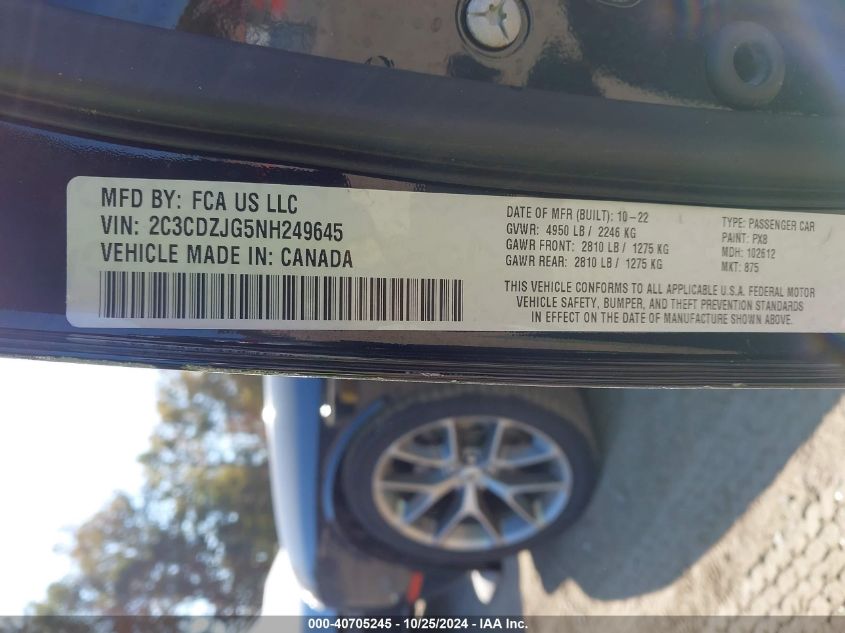 MFD BY: FCA US LLC
VIN: 2C3CDZJG5NH249645
VEHICLE MADE IN: CANADA
DATE OF MFR (BUILT): 10-22
GVWR: 4950 LB / 2246 KG
GAWR FRONT: 2810 LB / 1275 KG
GAWR REAR: 2810 LB / 1275 KG
TYPE: PASSENGER CAR
PAINT: PX8
MDH: 102612
MKT: 875
THIS VEHICLE CONFORMS TO ALL APPLICABLE U.S.A. FEDERAL MOTOR
VEHICLE SAFETY, BUMPER, AND THEFT PREVENTION STANDARDS
IN EFFECT ON THE DATE OF MANUFACTURE SHOWN ABOVE.
000-40705245 - 10/25/2024 - IAA Inc.